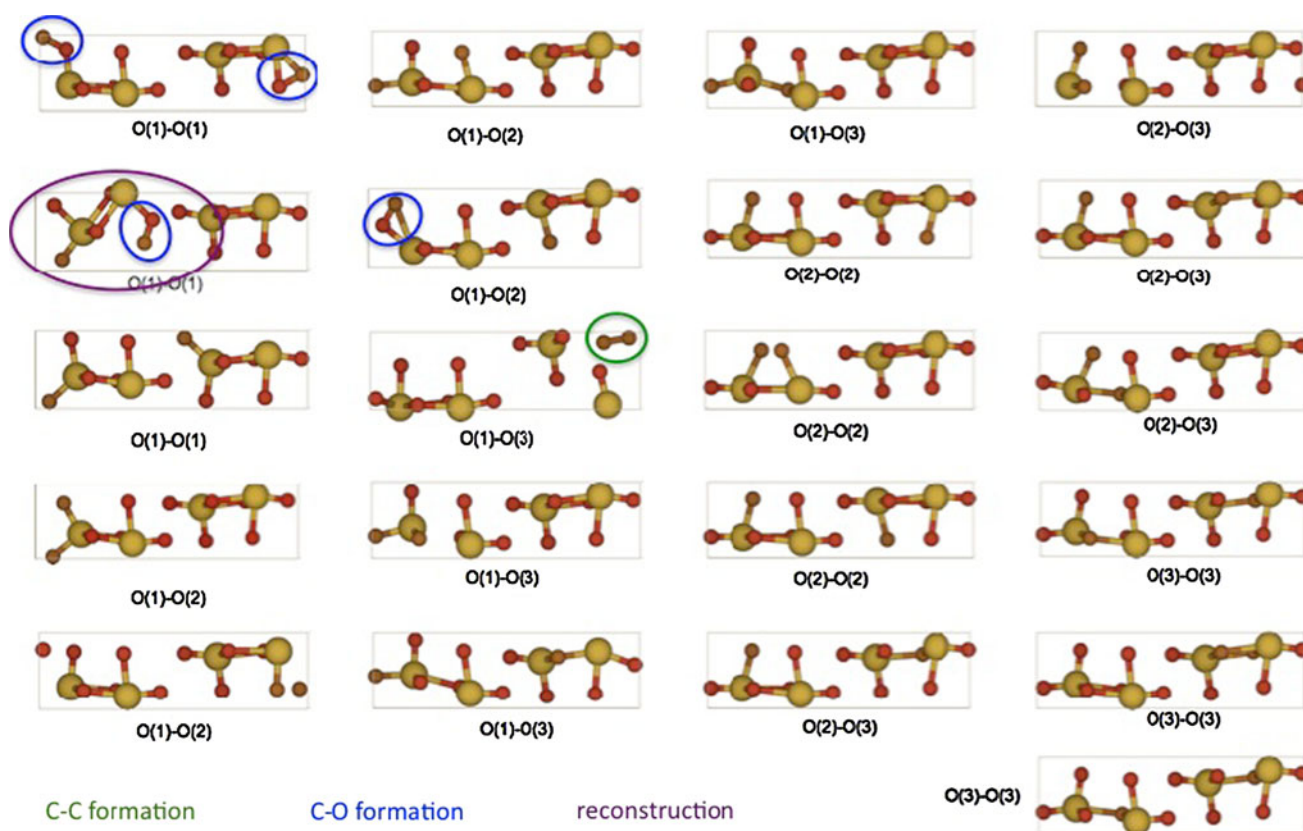 O(1)-O(1)
O(1)-O(2)
O(1)-O(3)
O(2)-O(3)
O(1)-O(1)
O(1)-O(2)
O(2)-O(2)
O(2)-O(3)
O(1)-O(1)
O(1)-O(3)
O(2)-O(2)
O(2)-O(3)
O(1)-O(2)
O(1)-O(3)
O(2)-O(2)
O(3)-O(3)
O(1)-O(2)
O(1)-O(3)
O(2)-O(3)
O(3)-O(3)
O(3)-O(3)
C-C formation
C-O formation
reconstruction